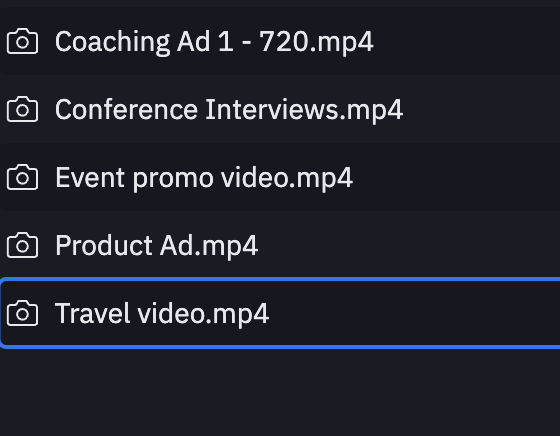 Coaching Ad 1 - 720.mp4
Conference Interviews.mp4
Event promo video.mp4
Product Ad.mp4
Travel video.mp4